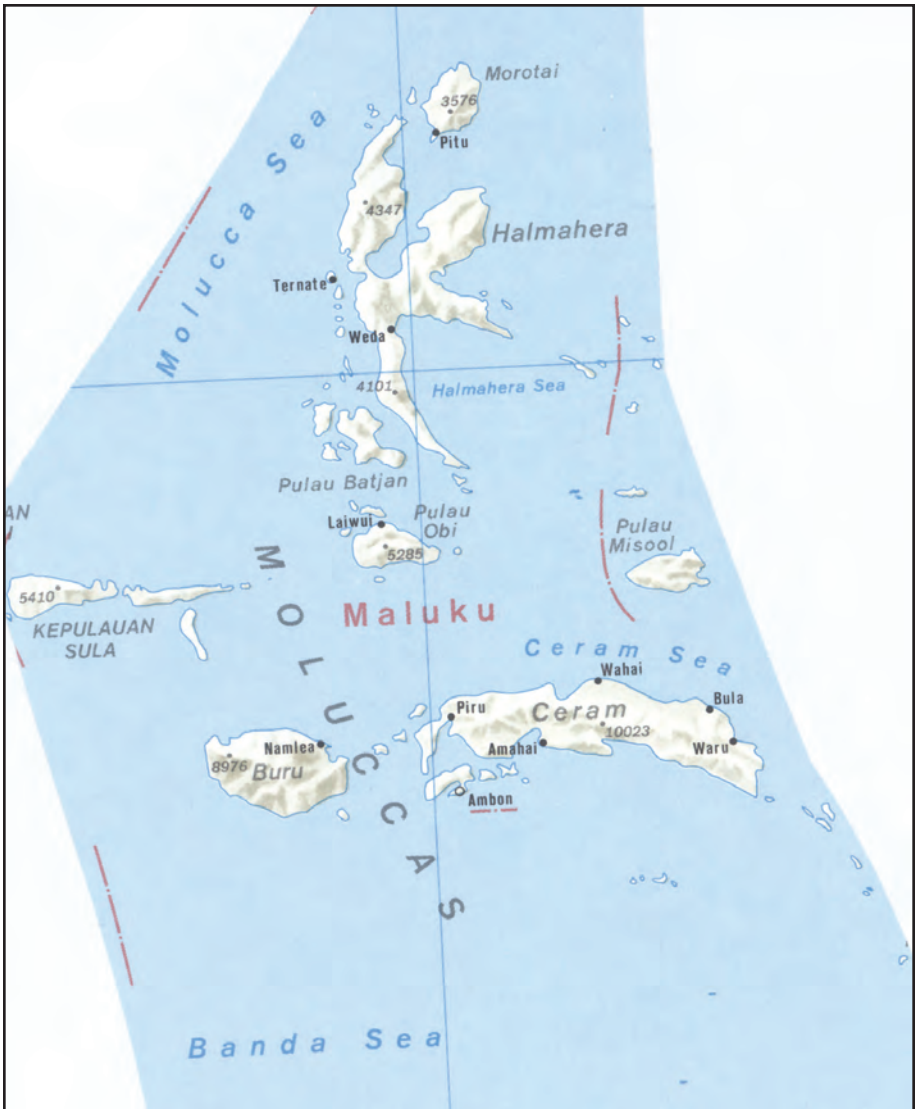 Morotai
3576
Pitu
Molucca Sea
4347
Halmahera
Ternate
Weda
4101
Halmahera Sea
Pulau Batjan
Laiwui
Pulau
Obi
5285
Pulau
Misool
AN
5410
KEPULAUAN
SULA
MOLUCCAS
Maluku
Ceram Sea
Wahai
Piru
Ceram
Bula
10023
Amahai
Waru
Namlea
8976
Buru
Ambon
Banda Sea